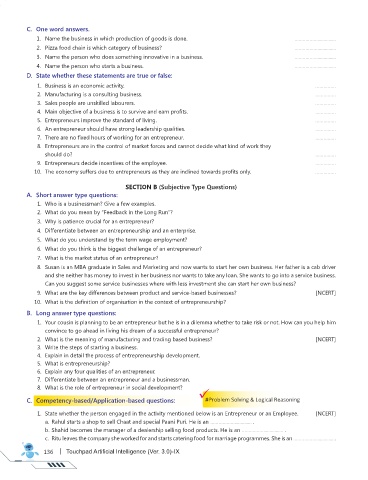 C. One word answers.
1. Name the business in which production of goods is done.
2. Pizza food chain is which category of business?
3. Name the person who does something innovative in a business.
4. Name the person who starts a business.
D. State whether these statements are true or false:
1. Business is an economic activity.
2. Manufacturing is a consulting business.
3. Sales people are unskilled labourers.
4. Main objective of a business is to survive and earn profits.
5. Entrepreneurs improve the standard of living.
6. An entrepreneur should have strong leadership qualities.
7. There are no fixed hours of working for an entrepreneur.
8. Entrepreneurs are in the control of market forces and cannot decide what kind of work they
should do?
9. Entrepreneurs decide incentives of the employee.
10. The economy suffers due to entrepreneurs as they are inclined towards profits only.
SECTION B (Subjective Type Questions)
A. Short answer type questions:
1. Who is a businessman? Give a few examples.
2. What do you mean by "Feedback in the Long Run"?
3. Why is patience crucial for an entrepreneur?
4. Differentiate between an entrepreneurship and an enterprise.
5. What do you understand by the term wage employment?
6. What do you think is the biggest challenge of an entrepreneur?
7. What is the market status of an entrepreneur?
8. Susan is an MBA graduate in Sales and Marketing and now wants to start her own business. Her father is a cab driver
and she neither has money to invest in her business nor wants to take any loan. She wants to go into a service business.
Can you suggest some service businesses where with less investment she can start her own business?
9. What are the key differences between product and service-based businesses? [NCERT]
10. What is the definition of organisation in the context of entrepreneurship?
B. Long answer type questions:
1. Your cousin is planning to be an entrepreneur but he is in a dilemma whether to take risk or not. How can you help him
convince to go ahead in living his dream of a successful entrepreneur?
2. What is the meaning of manufacturing and trading based business? [NCERT]
3. Write the steps of starting a business.
4. Explain in detail the process of entrepreneurship development.
5. What is entrepreneurship?
6. Explain any four qualities of an entrepreneur.
7. Differentiate between an entrepreneur and a businessman.
8. What is the role of entrepreneur in social development?
C. Competency-based/Application-based questions: #Problem Solving & Logical Reasoning
1. State whether the person engaged in the activity mentioned below is an Entrepreneur or an Employee. [NCERT]
a. Rahul starts a shop to sell Chaat and special Paani Puri. He is an ....................
b. Shahid becomes the manager of a dealership selling food products. He is an ....................
c. Ritu leaves the company she worked for and starts catering food for marriage programmes. She is an ....................
136 | Touchpad Artificial Intelligence (Ver. 3.0)-IX